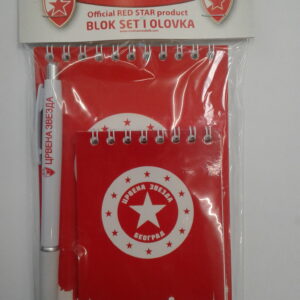 Official RED STAR product
BLOK SET I OLOVKA
ЦРВЕНА ЗВЕЗДА
ЦРВЕНА ЗВЕЗДА
БЕОГРАД